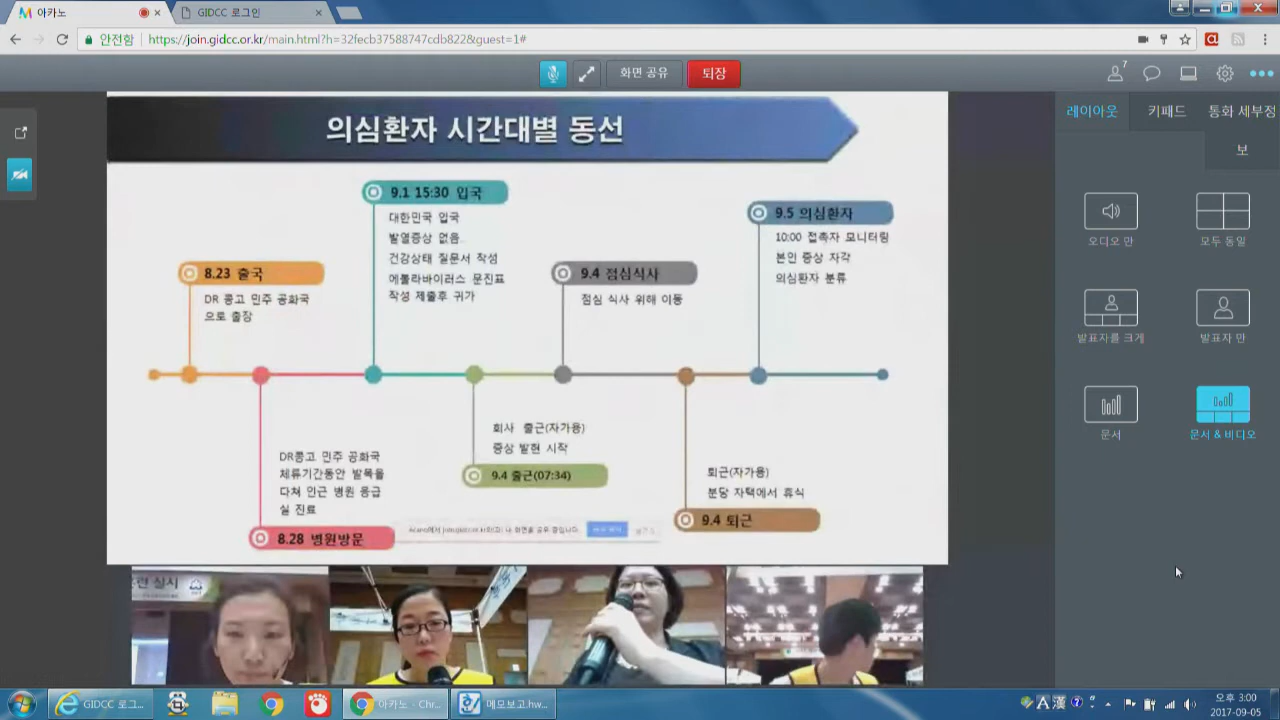 아카노
GIDCC 로그인
안전함
https://join.gidcc.or.kr/main.html?h=32fecb37588747cdb822&guest=1#
화면 공유
퇴장
7
의심환자 시간대별 동선
레이아웃
키패드
통화 세부정
보
오디오 만
모두 동일
발표자를 크게
발표자 만
문서
문서 & 비디오
9.1 15:30 입국
대한민국 입국
발열증상 없음
건강상태 질문서 작성
에볼라바이러스 문진표
작성 제출후 귀가
9.5 의심환자
10:00 접촉자 모니터링
본인 증상 자각
의심환자 분류
8.23 출국
DR 콩고 민주 공화국
으로 출장
9.4 점심식사
점심 식사 위해 이동
회사 출근(자가용)
증상 발현 시작
9.4 출근(07:34)
DR콩고 민주 공화국
체류기간동안 발목을
다쳐 인근 병원 응급
실 진료
8.28 병원방문
퇴근(자가용)
분당 자택에서 휴식
9.4 퇴근
실시
GIDCC 로그...
아카노 - Chr...
메모보고.hw...
A 漢
오후 3:00
2017-09-05